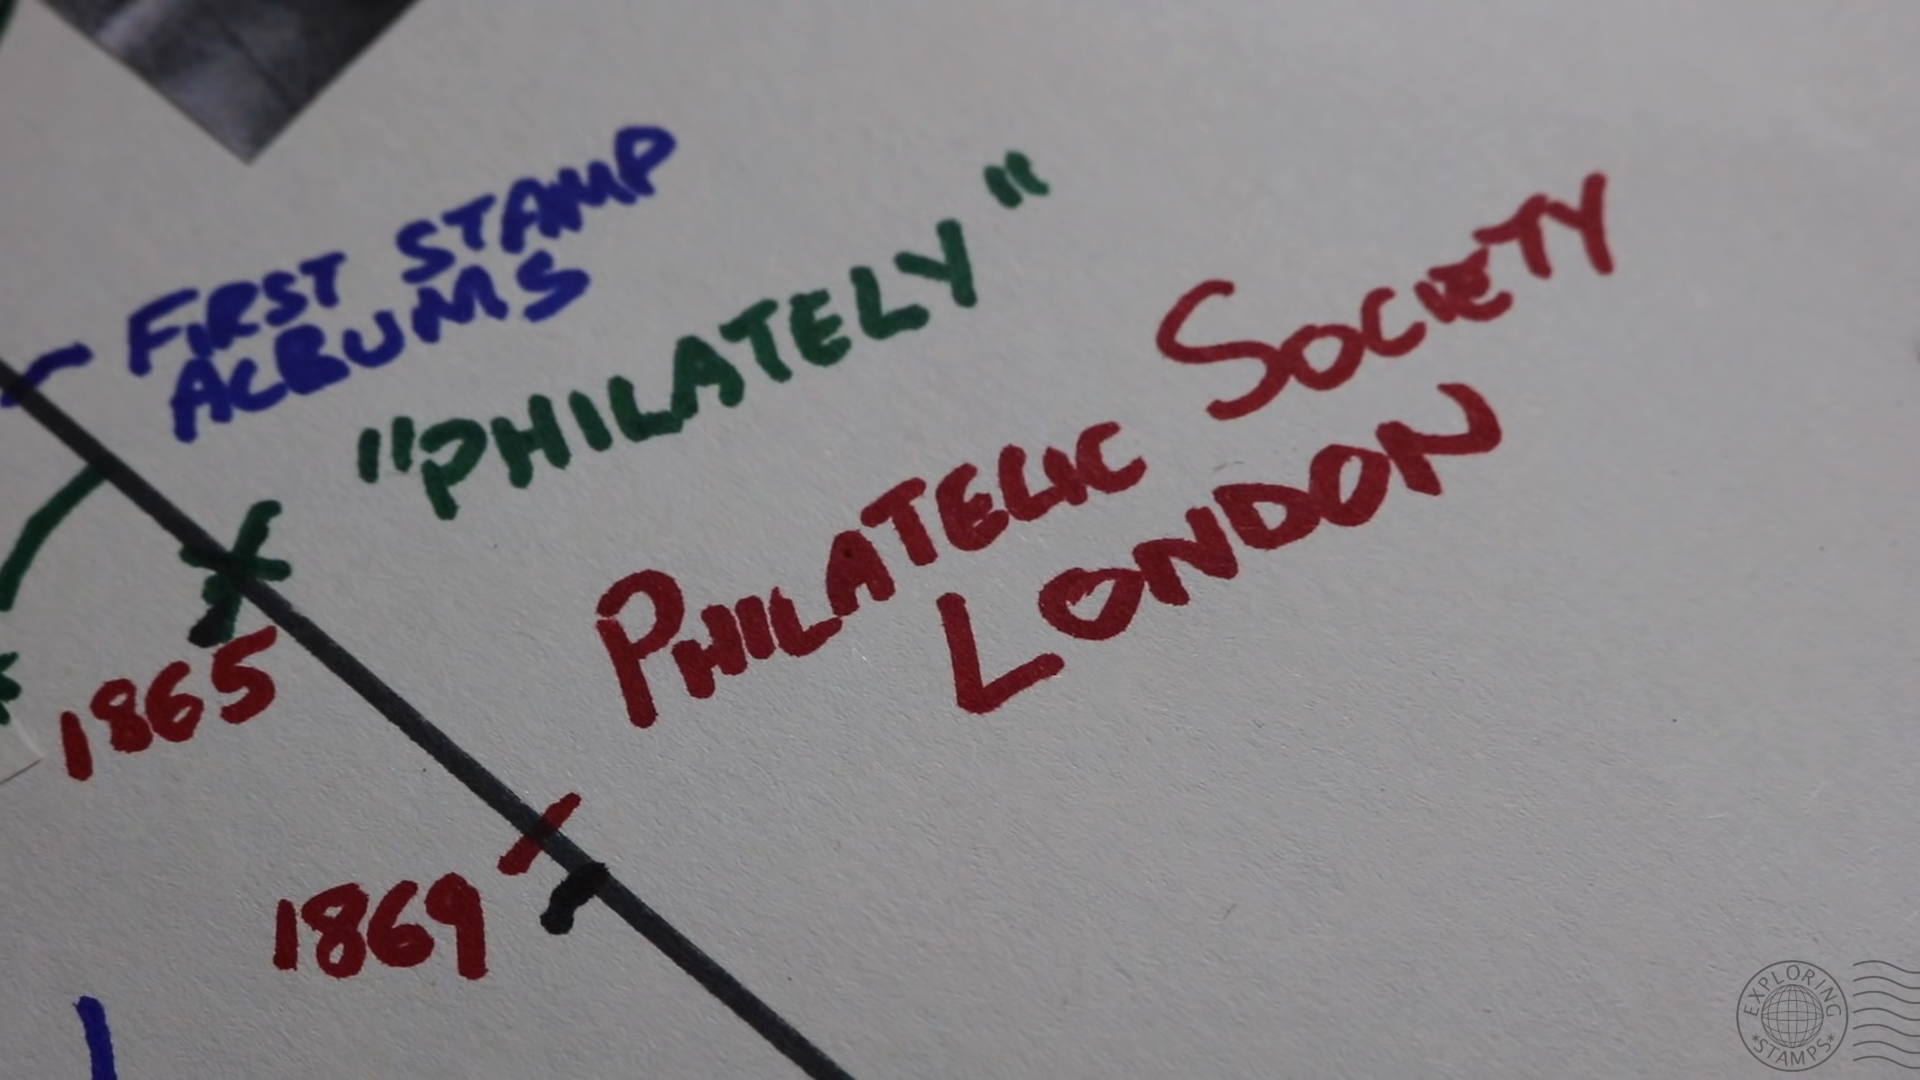 FIRST STAMP
ALBUMS
"PHILATELY"
PHILATELIC SOCIETY
LONDON
1865
1869
EXPLORING
*STAMPS*